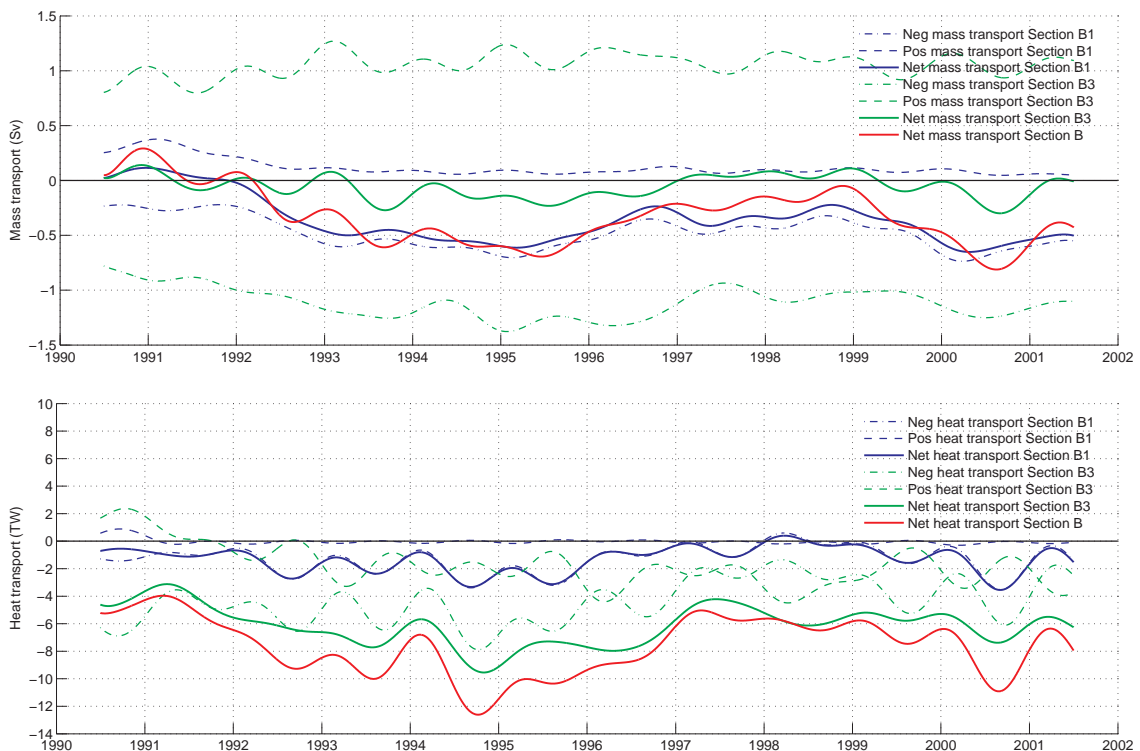 1.5
1
0.5
0
−0.5
−1
−1.5
Mass transport (Sv)
Neg mass transport Section B1
Pos mass transport Section B1
Net mass transport Section B1
Neg mass transport Section B3
Pos mass transport Section B3
Net mass transport Section B3
Net mass transport Section B
1990 1991 1992 1993 1994 1995 1996 1997 1998 1999 2000 2001 2002
10
8
6
4
2
0
−2
−4
−6
−8
−10
−12
−14
Heat transport (TW)
Neg heat transport Section B1
Pos heat transport Section B1
Net heat transport Section B1
Neg heat transport Section B3
Pos heat transport Section B3
Net heat transport Section B3
Net heat transport Section B
1990 1991 1992 1993 1994 1995 1996 1997 1998 1999 2000 2001